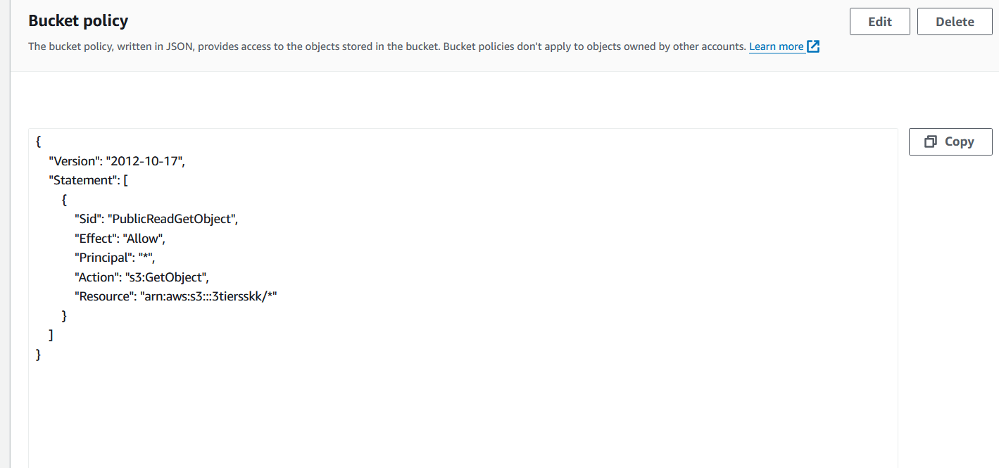 Bucket policy
Edit
Delete
The bucket policy, written in JSON, provides access to the objects stored in the bucket. Bucket policies don't apply to objects owned by other accounts. Learn more
Copy
{
"Version": "2012-10-17",
"Statement": [
{
"Sid": "PublicReadGetObject",
"Effect": "Allow",
"Principal": "*",
"Action": "s3:GetObject",
"Resource": "arn:aws:s3:::3tiersskk/*"
}
]
}